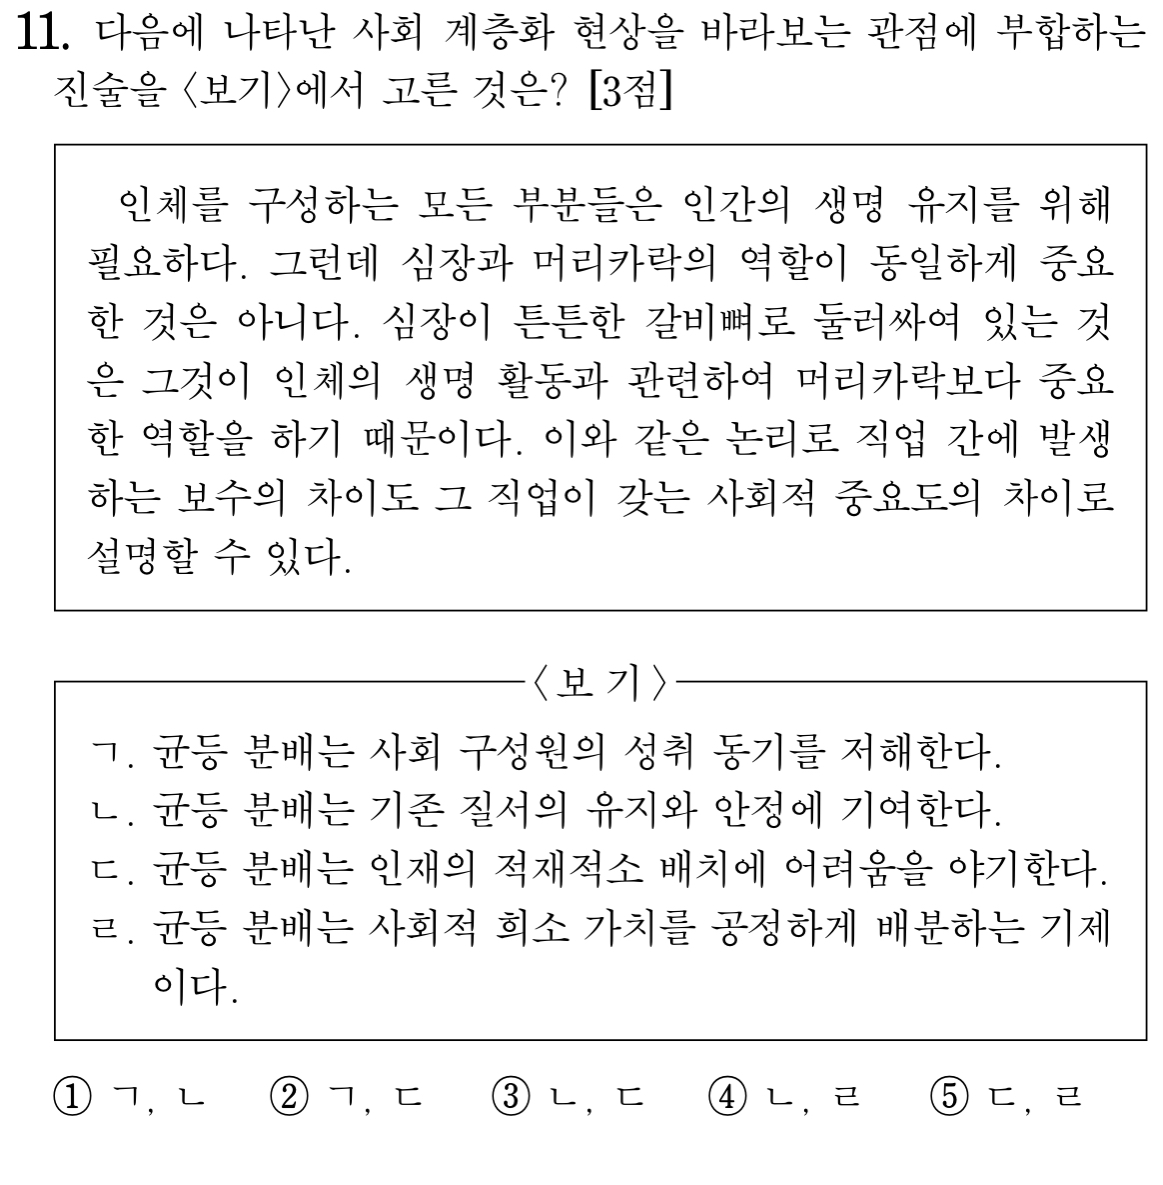 11. 다음에 나타난 사회 계층화 현상을 바라보는 관점에 부합하는
진술을 〈보기〉에서 고른 것은? [3점]
인체를 구성하는 모든 부분들은 인간의 생명 유지를 위해
필요하다. 그런데 심장과 머리카락의 역할이 동일하게 중요
한 것은 아니다. 심장이 튼튼한 갈비뼈로 둘러싸여 있는 것
은 그것이 인체의 생명 활동과 관련하여 머리카락보다 중요
한 역할을 하기 때문이다. 이와 같은 논리로 직업 간에 발생
하는 보수의 차이도 그 직업이 갖는 사회적 중요도의 차이로
설명할 수 있다.
〈보 기〉
ㄱ. 균등 분배는 사회 구성원의 성취 동기를 저해한다.
ㄴ. 균등 분배는 기존 질서의 유지와 안정에 기여한다.
ㄷ. 균등 분배는 인재의 적재적소 배치에 어려움을 야기한다.
ㄹ. 균등 분배는 사회적 희소 가치를 공정하게 배분하는 기제
이다.
① ㄱ, ㄴ ② ㄱ, ㄷ ③ ㄴ, ㄷ ④ ㄴ, ㄹ ⑤ ㄷ, ㄹ